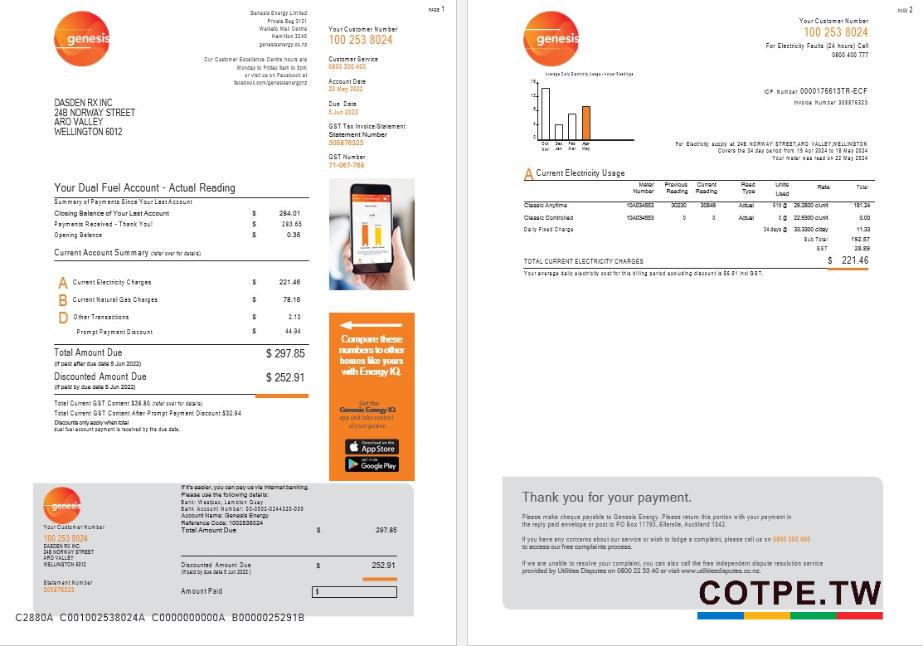 PAGE 1
genesis
Genesis Energy Limited
Private Bag 3131
Waikato Mail Centre
Hamilton 3240
genesisenergy.co.nz
Our Customer Excellence Centre hours are
Monday to Friday 8am to 8pm
or visit us on Facebook at
facebook.com/genesisenergynz
Your Customer Number
100 253 8024
Customer Service
0800 300 400
Account Date
20 May 2022
Due Date
5 Jun 2022
GST Tax Invoice/Statement
Statement Number
305876323
GST Number
71-067-769
DASDEN RX INC
24B NORWAY STREET
ARO VALLEY
WELLINGTON 6012
Your Dual Fuel Account - Actual Reading
Summary of Payments Since Your Last Account
Closing Balance of Your Last Account $ 284.01
Payments Received - Thank You! $ 283.65
Opening Balance $ 0.36
Current Account Summary (refer over for details)
A Current Electricity Charges $ 221.46
B Current Natural Gas Charges $ 78.16
D Other Transactions $ 2.13
Prompt Payment Discount $ 44.94
Total Amount Due $ 297.85
(if paid after due date 5 Jun 2022)
Discounted Amount Due $ 252.91
(if paid by due date 5 Jun 2022)
Total Current GST Content $38.80 (refer over for details)
Total Current GST Content After Prompt Payment Discount $32.94
Discounts only apply when total
dual fuel account payment is received by the due date.
Compare these
numbers to other
homes like yours
with Energy IQ.
Get the
Genesis Energy IQ
app and take control
of your power.
Download on the
App Store
GET IT ON
Google Play
genesis
Your Customer Number
100 253 8024
DASDEN RX INC
24B NORWAY STREET
ARO VALLEY
WELLINGTON 6012
Statement Number
305876323
If it's easier, you can pay us via internet banking.
Please use the following details:
Bank: Westpac, Lambton Quay
Bank Account Number: 03-0502-0244320-000
Account Name: Genesis Energy
Reference Code: 1002538024
Total Amount Due $ 297.85
Discounted Amount Due $ 252.91
(if paid by due date 5 Jun 2022)
Amount Paid $
C2880A C001002538024A C0000000000A B0000025291B
PAGE 2
genesis
Your Customer Number
100 253 8024
For Electricity Faults (24 hours) Call
0800 400 777
ICP Number 0000176613TR-ECF
Invoice Number 305876323
Average Daily Electricity Usage - Actual Readings
16
12
8
4
0
Oct Dec Feb Apr
Nov Jan Mar May
For Electricity supply at 24B NORWAY STREET,ARO VALLEY,WELLINGTON
Covers the 34 day period from 15 Apr 2024 to 18 May 2024
Your meter was read on 22 May 2024
A Current Electricity Usage
Meter Number Previous Reading Current Reading Read Type Units Used Rate Total
Classic Anytime 10A034553 30230 30849 Actual 619 @ 29.2800 c/unit 181.24
Classic Controlled 10A034553 0 0 Actual 0 @ 22.5300 c/unit 0.00
Daily Fixed Charge 34 days @ 33.3300 c/day 11.33
Sub Total 192.57
GST 28.89
TOTAL CURRENT ELECTRICITY CHARGES $ 221.46
Your average daily electricity cost for this billing period excluding discount is $6.51 incl GST.
Thank you for your payment.
Please make cheque payable to Genesis Energy. Please return this portion with your payment in
the reply paid envelope or post to PO Box 11793, Ellerslie, Auckland 1542.
If you have any concerns about our service or wish to lodge a complaint, please call us on 0800 300 400
to access our free complaints process.
If we are unable to resolve your complaint, you can also call the free independent dispute resolution service
provided by Utilities Disputes on 0800 22 33 40 or visit www.utilitiesdisputes.co.nz.
COTPE.TW